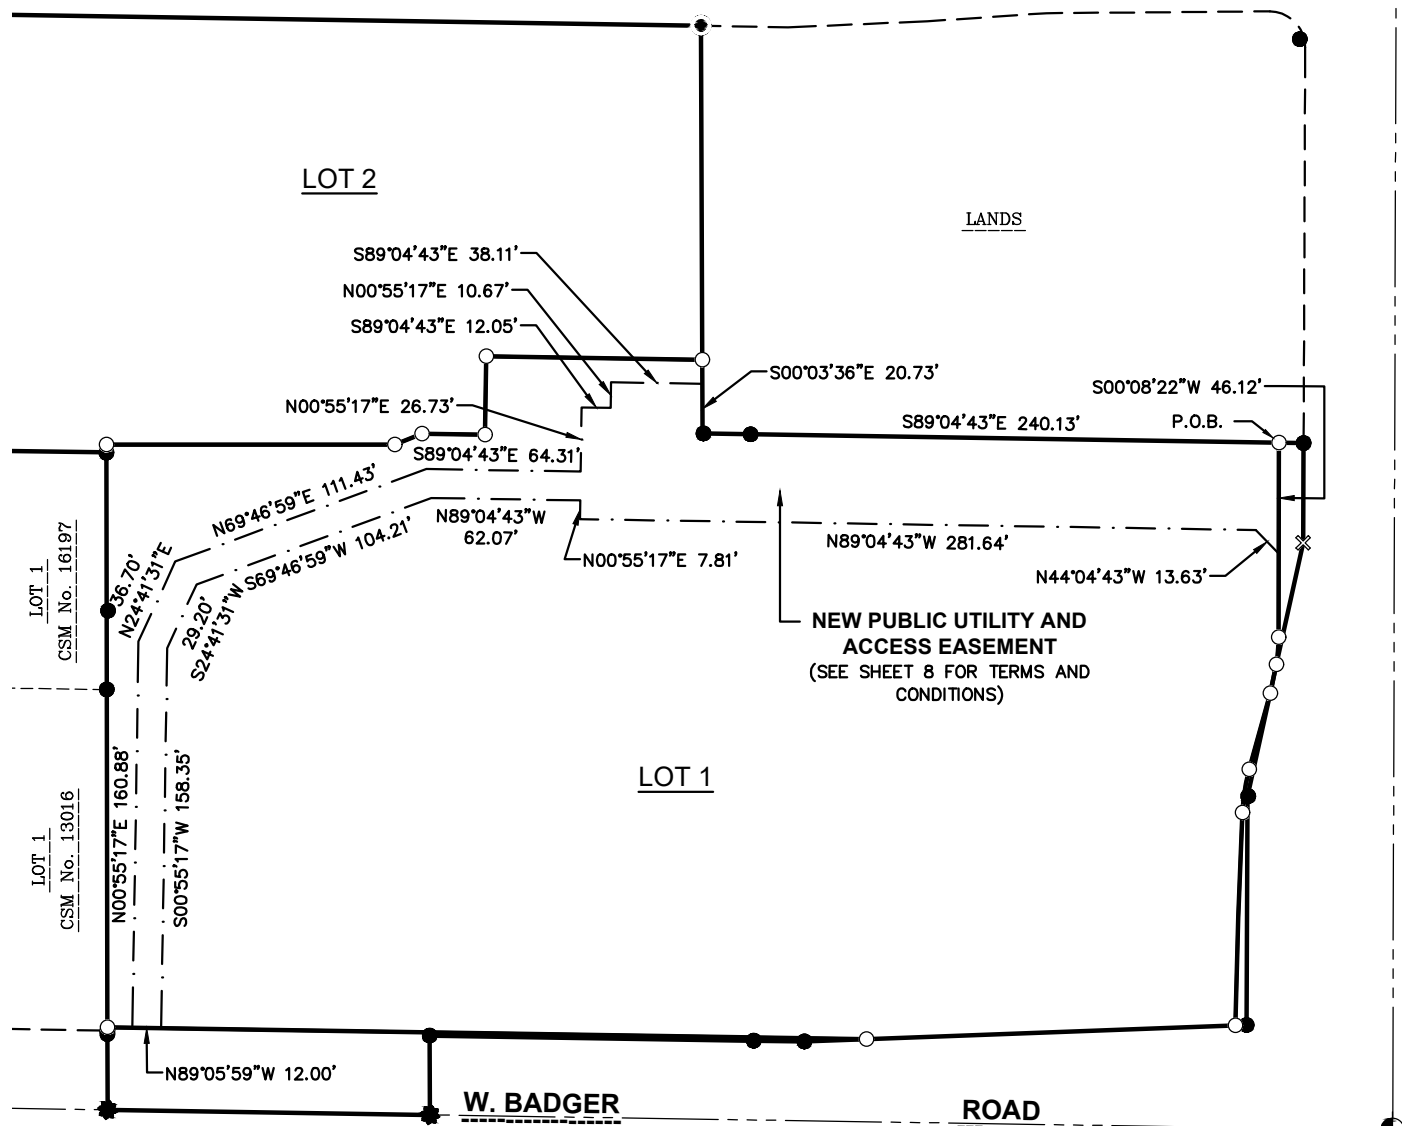 LOT 2
LANDS
S89°04'43"E 38.11'
N00°55'17"E 10.67'
S89°04'43"E 12.05'
S00°03'36"E 20.73'
S00°08'22"W 46.12'
N00°55'17"E 26.73'
S89°04'43"E 240.13'
P.O.B.
S89°04'43"E 64.31'
N69°46'59"E 111.43'
N89°04'43"W
62.07'
S69°46'59"W 104.21'
N00°55'17"E 7.81'
N89°04'43"W 281.64'
N44°04'43"W 13.63'
LOT 1
CSM No. 16197
36.70'
N24°41'31"E
29.20'
S24°41'31"W
NEW PUBLIC UTILITY AND
ACCESS EASEMENT
(SEE SHEET 8 FOR TERMS AND
CONDITIONS)
LOT 1
LOT 1
CSM No. 13016
N00°55'17"E 160.88'
S00°55'17"W 158.35'
N89°05'59"W 12.00'
W. BADGER ROAD